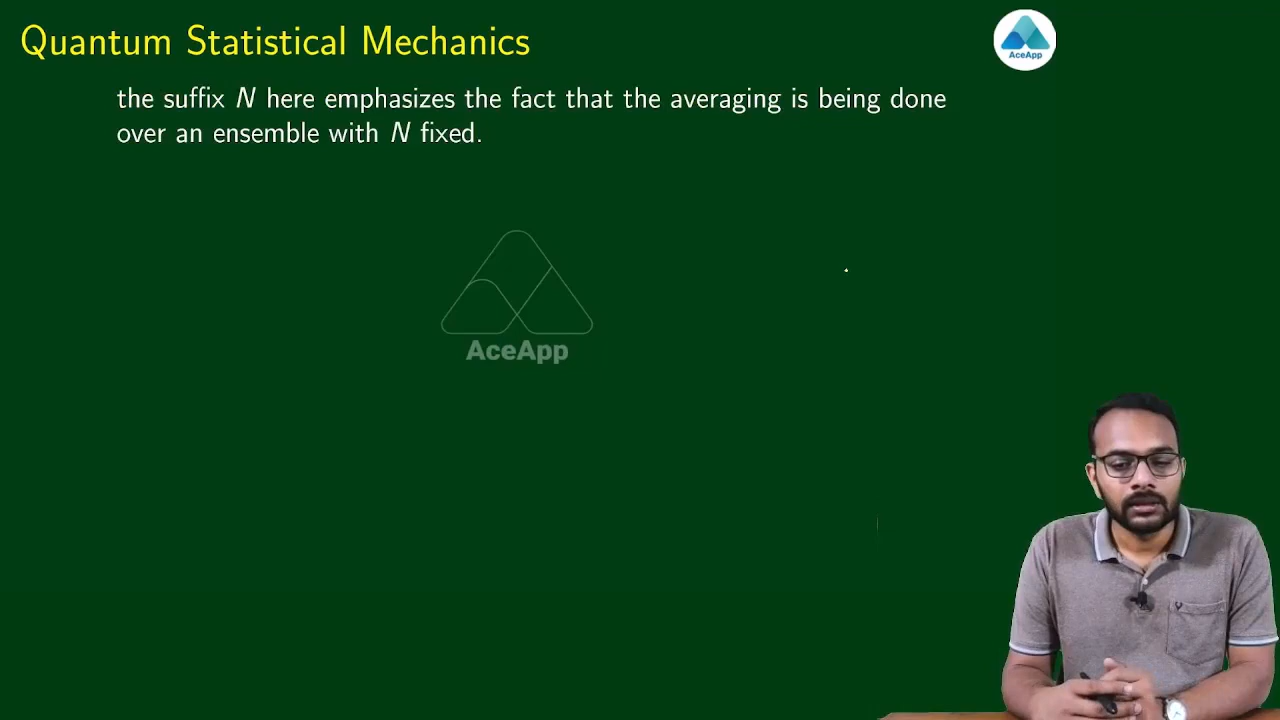 Quantum Statistical Mechanics
AceApp
the suffix N here emphasizes the fact that the averaging is being done
over an ensemble with N fixed.
AceApp